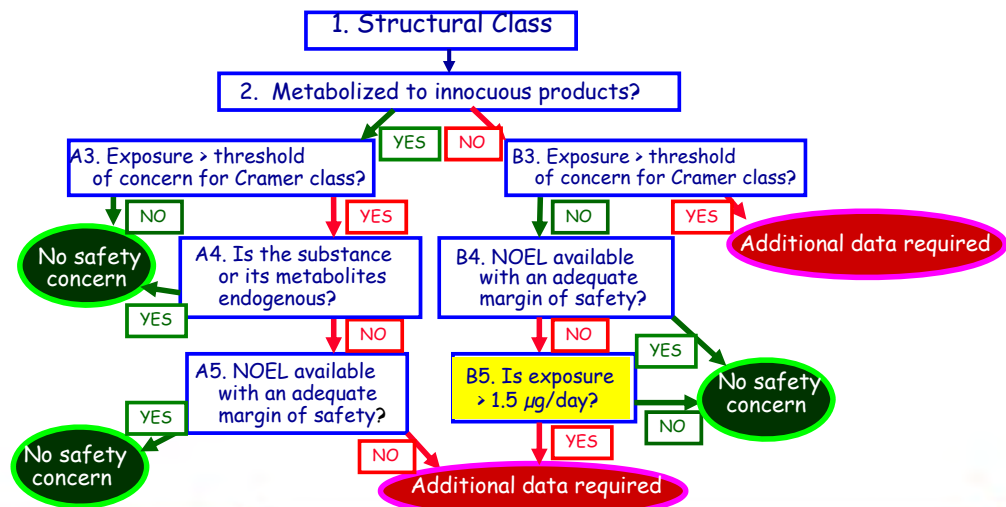 1. Structural Class
2. Metabolized to innocuous products?
YES
NO
A3. Exposure > threshold
of concern for Cramer class?
B3. Exposure > threshold
of concern for Cramer class?
NO
YES
NO
YES
No safety
concern
A4. Is the substance
or its metabolites
endogenous?
B4. NOEL available
with an adequate
margin of safety?
Additional data required
YES
NO
NO
YES
A5. NOEL available
with an adequate
margin of safety?
B5. Is exposure
> 1.5 µg/day?
No safety
concern
YES
NO
NO
YES
No safety
concern
Additional data required